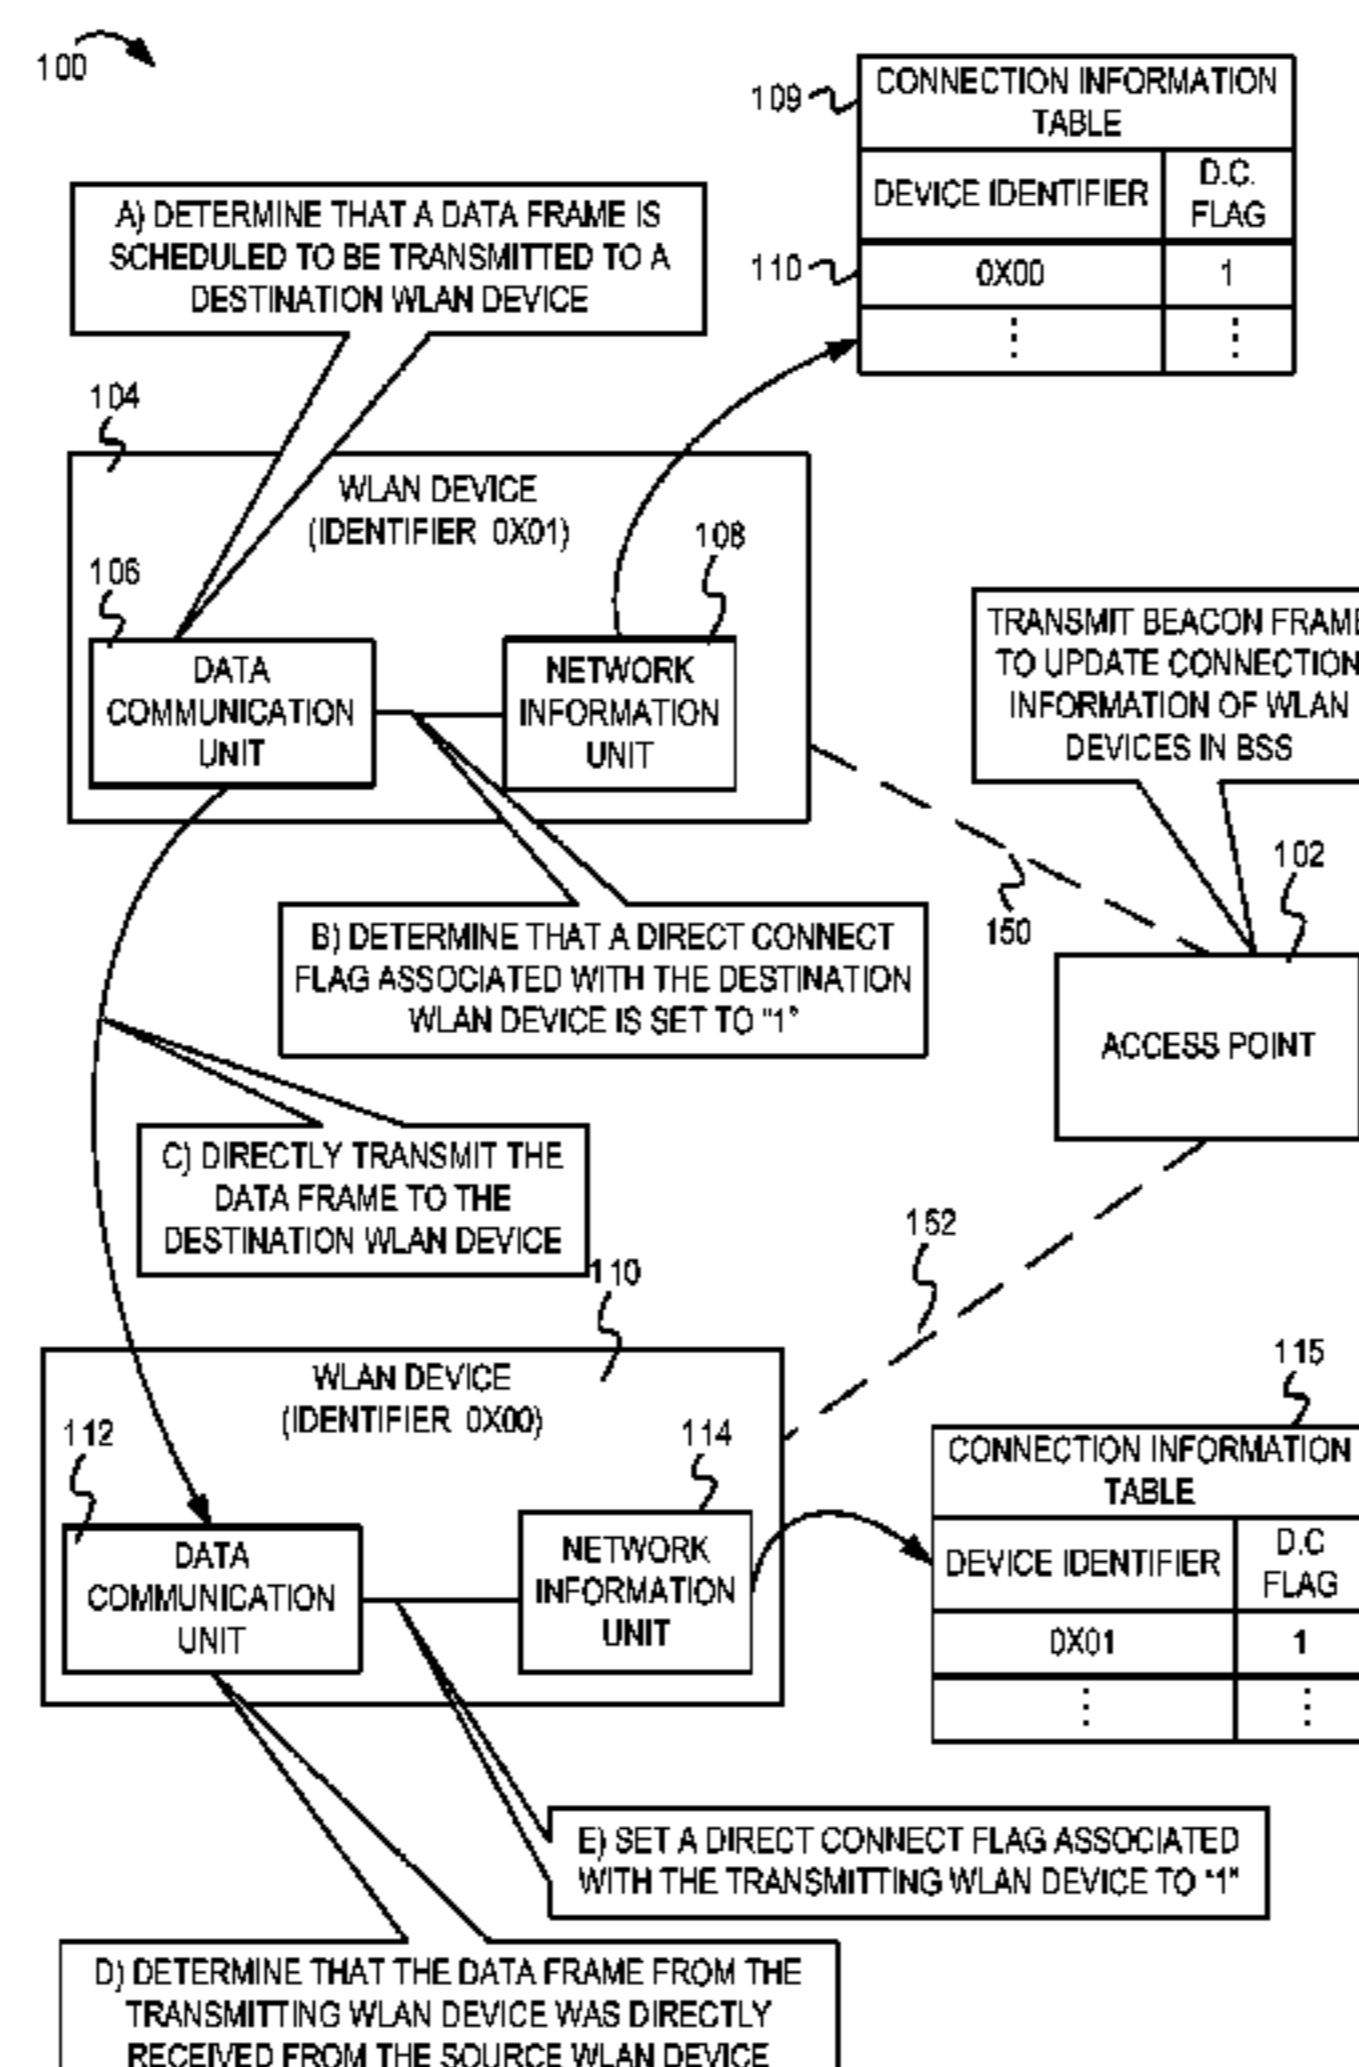 100
109
CONNECTION INFORMATION
TABLE
DEVICE IDENTIFIER
D.C.
FLAG
110
0X00
1
A) DETERMINE THAT A DATA FRAME IS
SCHEDULED TO BE TRANSMITTED TO A
DESTINATION WLAN DEVICE
104
WLAN DEVICE
(IDENTIFIER 0X01)
106
108
DATA
COMMUNICATION
UNIT
NETWORK
INFORMATION
UNIT
TRANSMIT BEACON FRAME
TO UPDATE CONNECTION
INFORMATION OF WLAN
DEVICES IN BSS
102
150
ACCESS POINT
B) DETERMINE THAT A DIRECT CONNECT
FLAG ASSOCIATED WITH THE DESTINATION
WLAN DEVICE IS SET TO "1"
C) DIRECTLY TRANSMIT THE
DATA FRAME TO THE
DESTINATION WLAN DEVICE
152
110
WLAN DEVICE
(IDENTIFIER 0X00)
112
114
DATA
COMMUNICATION
UNIT
NETWORK
INFORMATION
UNIT
115
CONNECTION INFORMATION
TABLE
DEVICE IDENTIFIER
D.C
FLAG
0X01
1
E) SET A DIRECT CONNECT FLAG ASSOCIATED
WITH THE TRANSMITTING WLAN DEVICE TO "1"
D) DETERMINE THAT THE DATA FRAME FROM THE
TRANSMITTING WLAN DEVICE WAS DIRECTLY
RECEIVED FROM THE SOURCE WLAN DEVICE